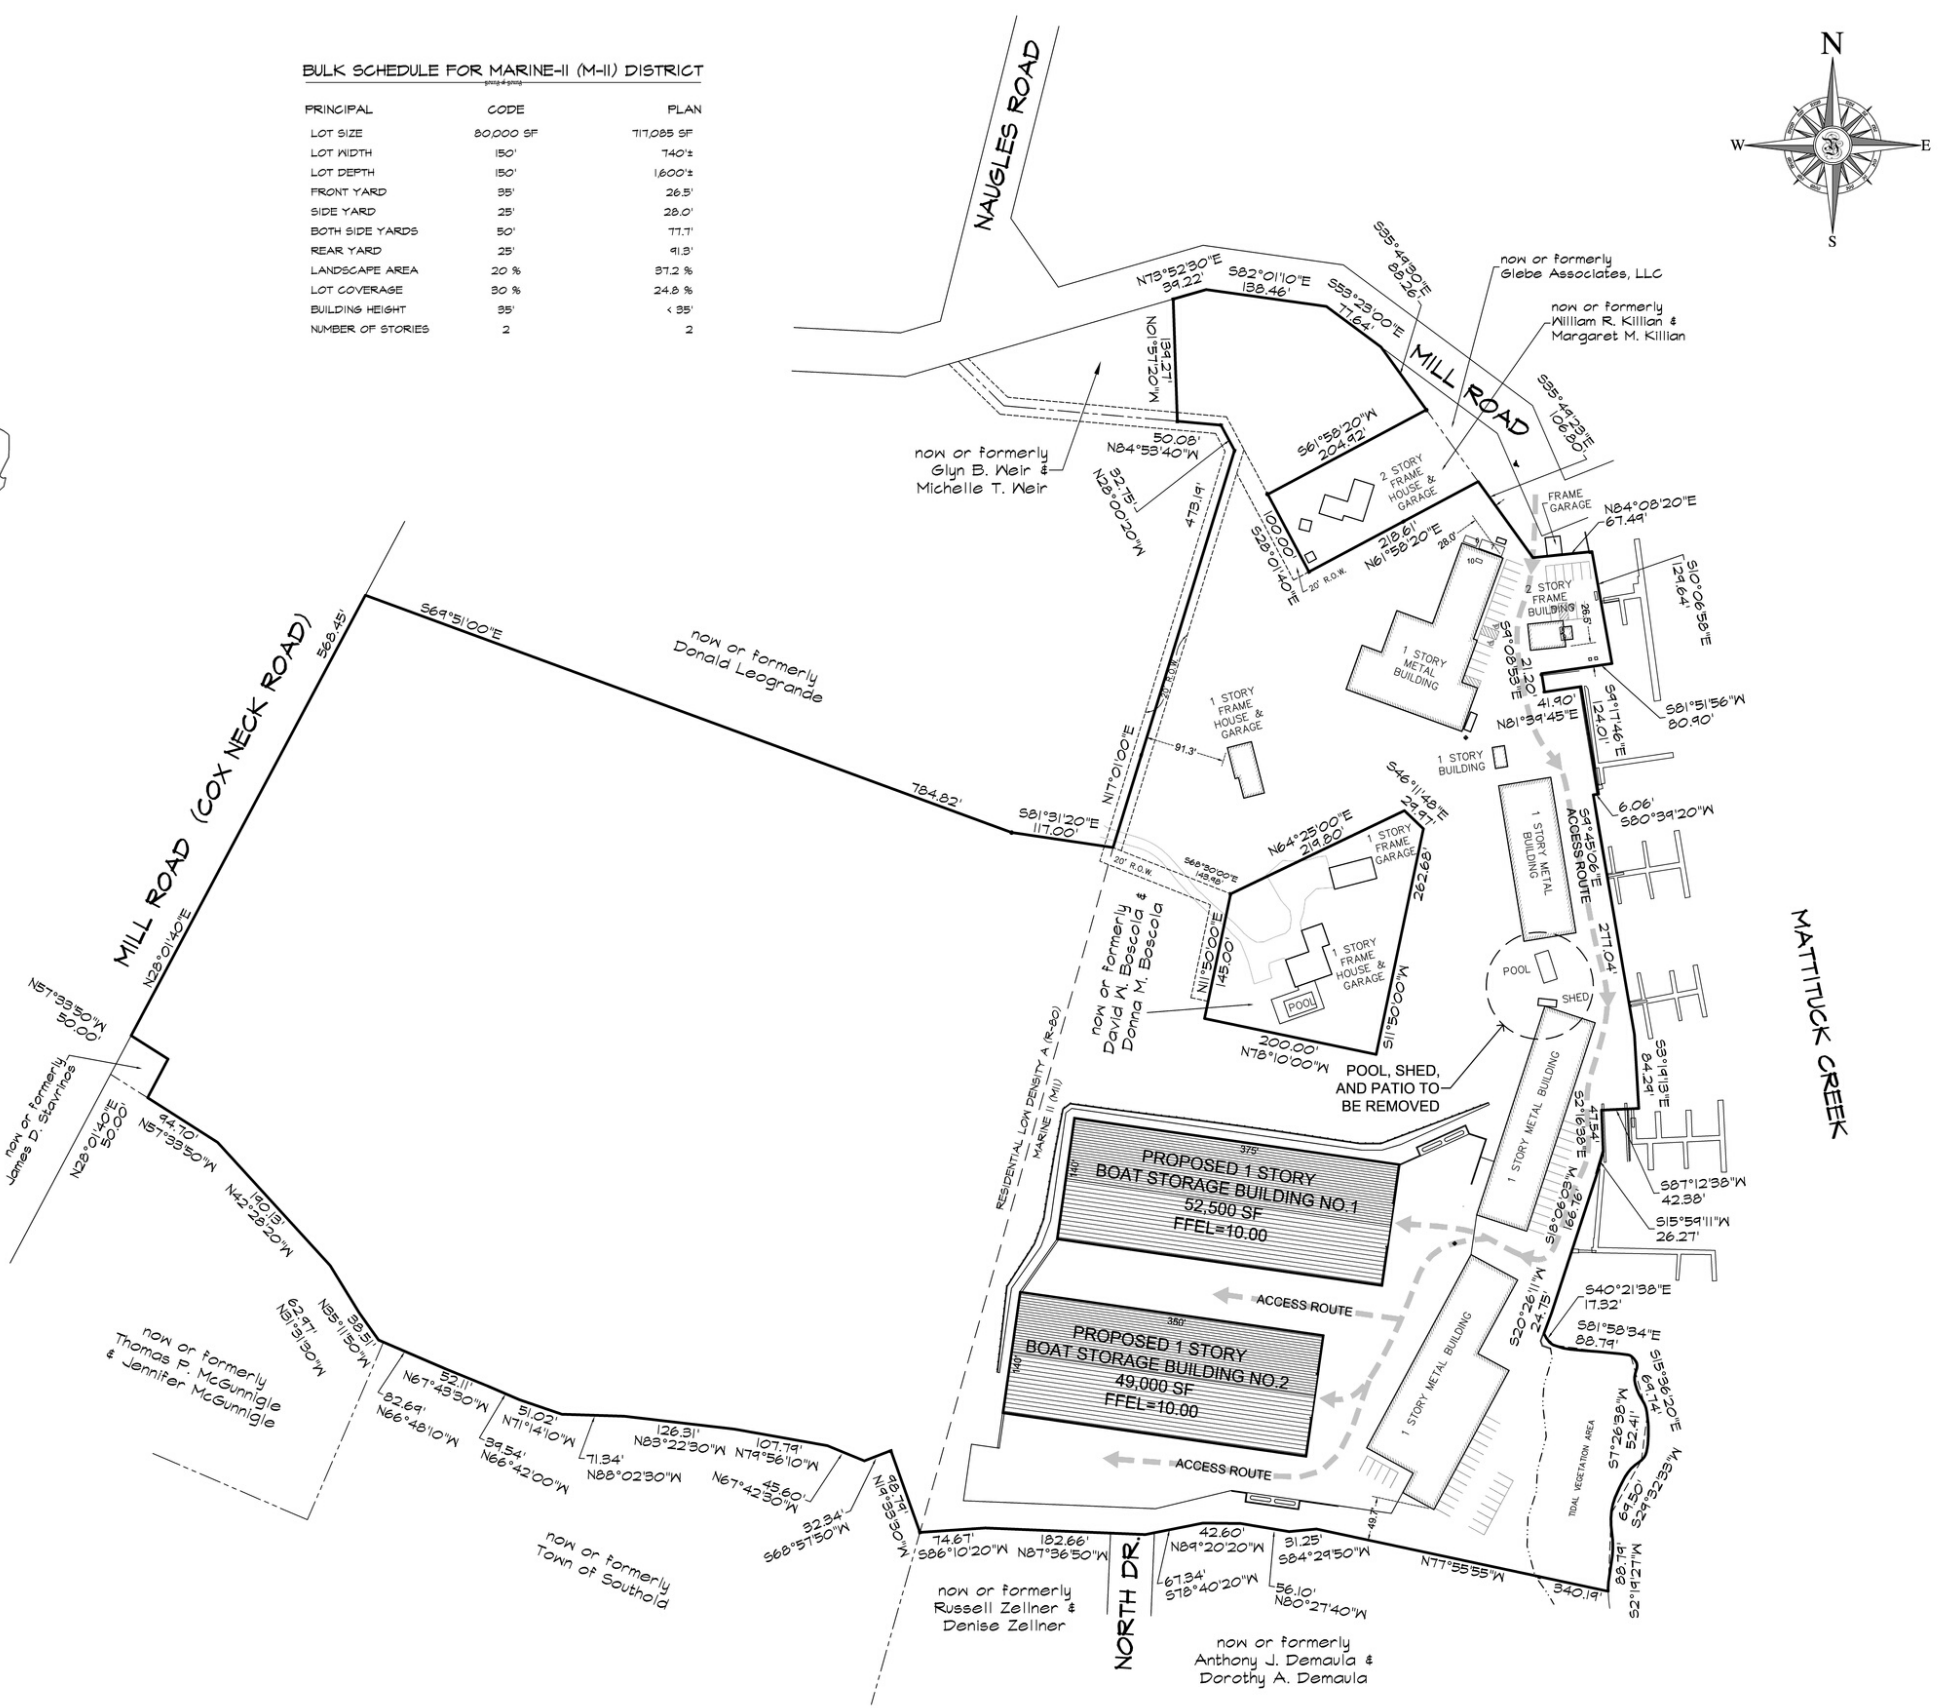 BULK SCHEDULE FOR MARINE-II (M-II) DISTRICT
PRINCIPAL CODE PLAN
LOT SIZE 80,000 SF 717,085 SF
LOT WIDTH 150' 740'±
LOT DEPTH 150' 1,600'±
FRONT YARD 35' 26.5'
SIDE YARD 25' 28.0'
BOTH SIDE YARDS 50' 77.7'
REAR YARD 25' 91.3'
LANDSCAPE AREA 20 % 37.2 %
LOT COVERAGE 30 % 24.8 %
BUILDING HEIGHT 35' < 35'
NUMBER OF STORIES 2 2
N
W
E
S
NAUGLES ROAD
N73°52'30"E
39.22'
S82°01'10"E
138.46'
S53°23'00"E
77.64'
S35°49'30"E
88.26'
now or formerly
Glebe Associates, LLC
now or formerly
William R. Killian &
Margaret M. Killian
MILL ROAD
S35°49'23"E
106.80'
N01°57'20"W
139.27'
50.08'
N84°53'40"W
32.75'
N28°00'20"W
now or formerly
Glyn B. Weir &
Michelle T. Weir
473.19'
N17°01'00"E
S61°58'20"W
204.92'
2 STORY
FRAME
HOUSE &
GARAGE
100.00'
S28°01'40"E
218.61'
N61°58'20"E
20' R.O.W.
28.0'
10
FRAME
GARAGE
N84°08'20"E
67.49'
S10°06'58"E
129.64'
2 STORY
FRAME
BUILDING
26.5'
1 STORY
METAL
BUILDING
S9°08'53"E
21.20'
41.90'
N81°39'45"E
S81°51'56"W
80.90'
S9°17'46"E
124.01'
6.06'
S80°39'20"W
1 STORY
BUILDING
20' R.O.W.
1 STORY
FRAME
HOUSE &
GARAGE
91.3'
S69°51'00"E
784.82'
now or formerly
Donald Leogrande
S81°31'20"E
117.00'
568.45'
N28°01'40"E
MILL ROAD (COX NECK ROAD)
20' R.O.W.
S68°30'00"E
143.98'
N64°25'00"E
219.80'
S46°11'48"E
29.97'
1 STORY
FRAME
GARAGE
262.68'
S11°50'00"W
N11°50'00"E
145.00'
1 STORY
FRAME
HOUSE &
GARAGE
POOL
200.00'
N78°10'00"W
now or formerly
David W. Boscola &
Donna M. Boscola
1 STORY METAL
BUILDING
ACCESS ROUTE
S9°45'06"E
277.04'
POOL
SHED
POOL, SHED,
AND PATIO TO
BE REMOVED
MATTITUCK CREEK
S3°19'13"E
84.29'
S87°12'38"W
42.38'
S2°16'38"E
47.54'
S15°59'11"W
26.27'
S18°06'03"W
166.76'
1 STORY METAL BUILDING
RESIDENTIAL LOW DENSITY A (R-80)
MARINE II (MII)
375'
140'
PROPOSED 1 STORY
BOAT STORAGE BUILDING NO.1
52,500 SF
FFEL=10.00
ACCESS ROUTE
350'
140'
PROPOSED 1 STORY
BOAT STORAGE BUILDING NO.2
49,000 SF
FFEL=10.00
ACCESS ROUTE
1 STORY METAL BUILDING
S20°26'11"W
24.75'
S40°21'38"E
17.32'
S81°58'34"E
88.79'
S15°36'20"E
69.74'
S7°26'38"W
52.41'
S29°32'33"W
69.50'
S2°19'27"W
88.79'
TIDAL VEGETATION AREA
49.7'
N57°33'50"W
50.00'
now or formerly
James D. Stavrinos
N28°01'40"E
50.00'
94.70'
N57°33'50"W
190.13'
N42°28'20"W
38.51'
N35°11'50"W
62.97'
N31°31'30"W
now or formerly
Thomas P. McGunnigle
& Jennifer McGunnigle
52.11'
N67°43'30"W
82.69'
N66°48'10"W
51.02'
N71°14'10"W
39.54'
N66°42'00"W
71.34'
N88°02'30"W
126.31'
N83°22'30"W
107.79'
N79°56'10"W
45.60'
N67°42'30"W
32.34'
S68°57'50"W
98.79'
N19°33'30"W
now or formerly
Town of Southold
74.67'
S86°10'20"W
182.66'
N87°36'50"W
42.60'
N89°20'20"W
31.25'
S84°29'50"W
N77°55'55"W
340.19'
67.34'
S78°40'20"W
56.10'
N80°27'40"W
NORTH DR.
now or formerly
Russell Zellner &
Denise Zellner
now or formerly
Anthony J. Demaula &
Dorothy A. Demaula